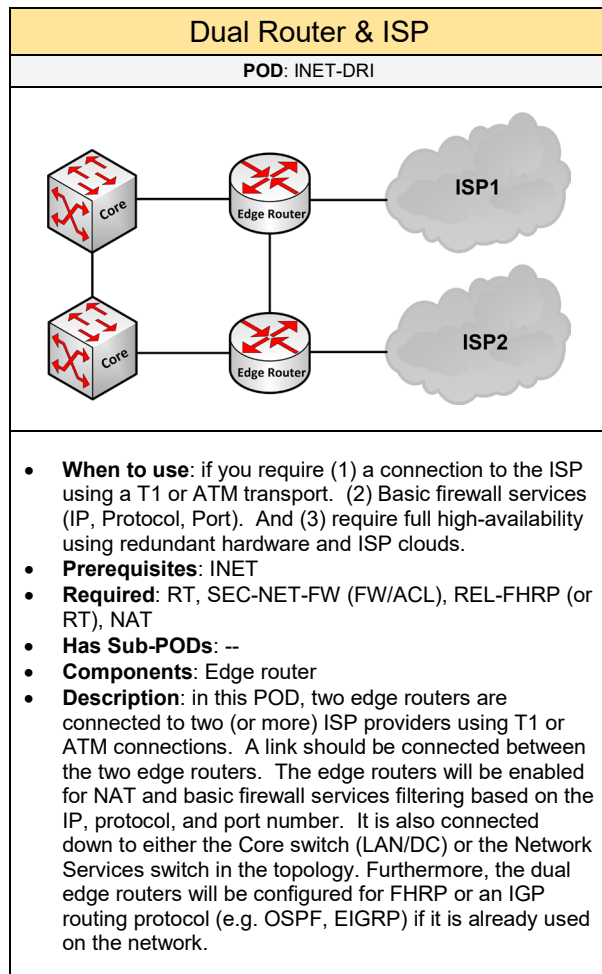 Dual Router & ISP
POD: INET-DRI
Core
Edge Router
ISP1
Core
Edge Router
ISP2
• When to use: if you require (1) a connection to the ISP
using a T1 or ATM transport. (2) Basic firewall services
(IP, Protocol, Port). And (3) require full high-availability
using redundant hardware and ISP clouds.
• Prerequisites: INET
• Required: RT, SEC-NET-FW (FW/ACL), REL-FHRP (or
RT), NAT
• Has Sub-PODs: --
• Components: Edge router
• Description: in this POD, two edge routers are
connected to two (or more) ISP providers using T1 or
ATM connections. A link should be connected between
the two edge routers. The edge routers will be enabled
for NAT and basic firewall services filtering based on the
IP, protocol, and port number. It is also connected
down to either the Core switch (LAN/DC) or the Network
Services switch in the topology. Furthermore, the dual
edge routers will be configured for FHRP or an IGP
routing protocol (e.g. OSPF, EIGRP) if it is already used
on the network.